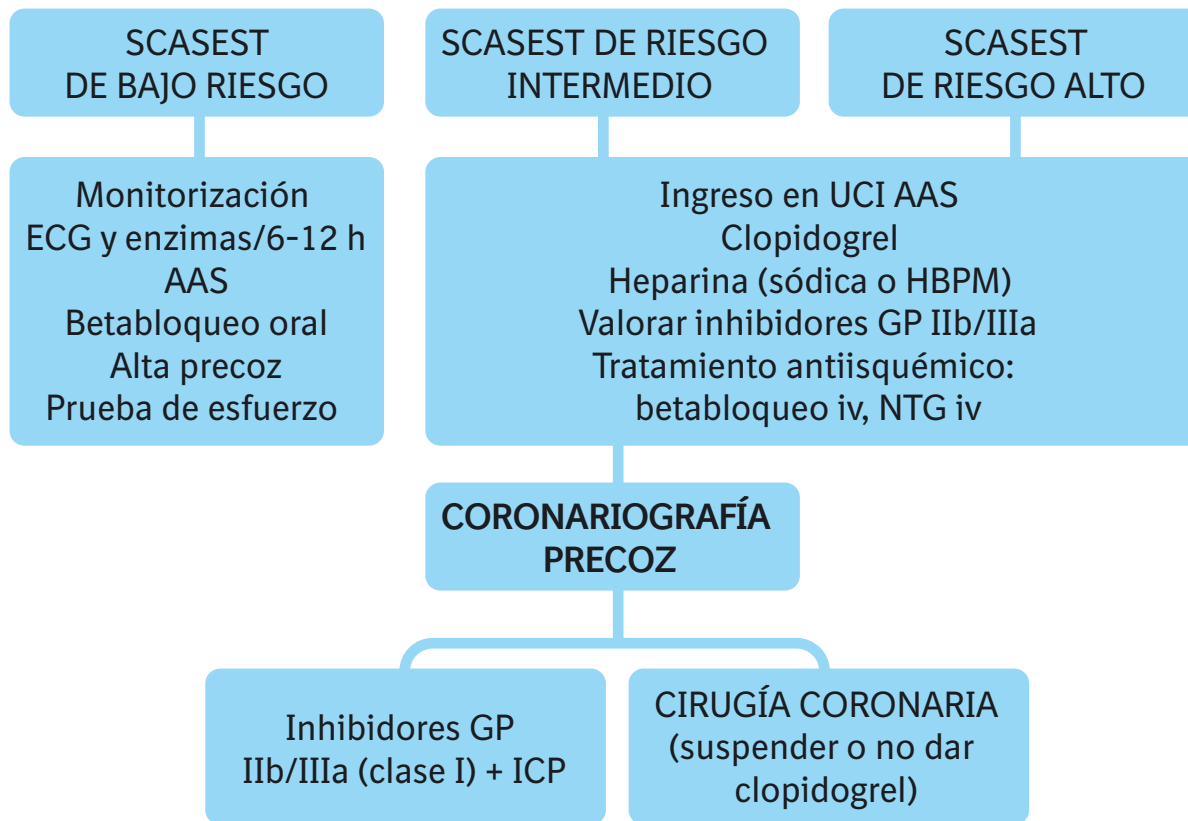 SCASEST
DE BAJO RIESGO
SCASEST DE RIESGO
INTERMEDIO
SCASEST
DE RIESGO ALTO
Monitorización
ECG y enzimas/6-12 h
AAS
Betabloqueo oral
Alta precoz
Prueba de esfuerzo
Ingreso en UCI AAS
Clopidogrel
Heparina (sódica o HBPM)
Valorar inhibidores GP IIb/IIIa
Tratamiento antiisquémico:
betabloqueo iv, NTG iv
CORONARIOGRAFÍA
PRECOZ
Inhibidores GP
IIb/IIIa (clase I) + ICP
CIRUGÍA CORONARIA
(suspender o no dar
clopidogrel)